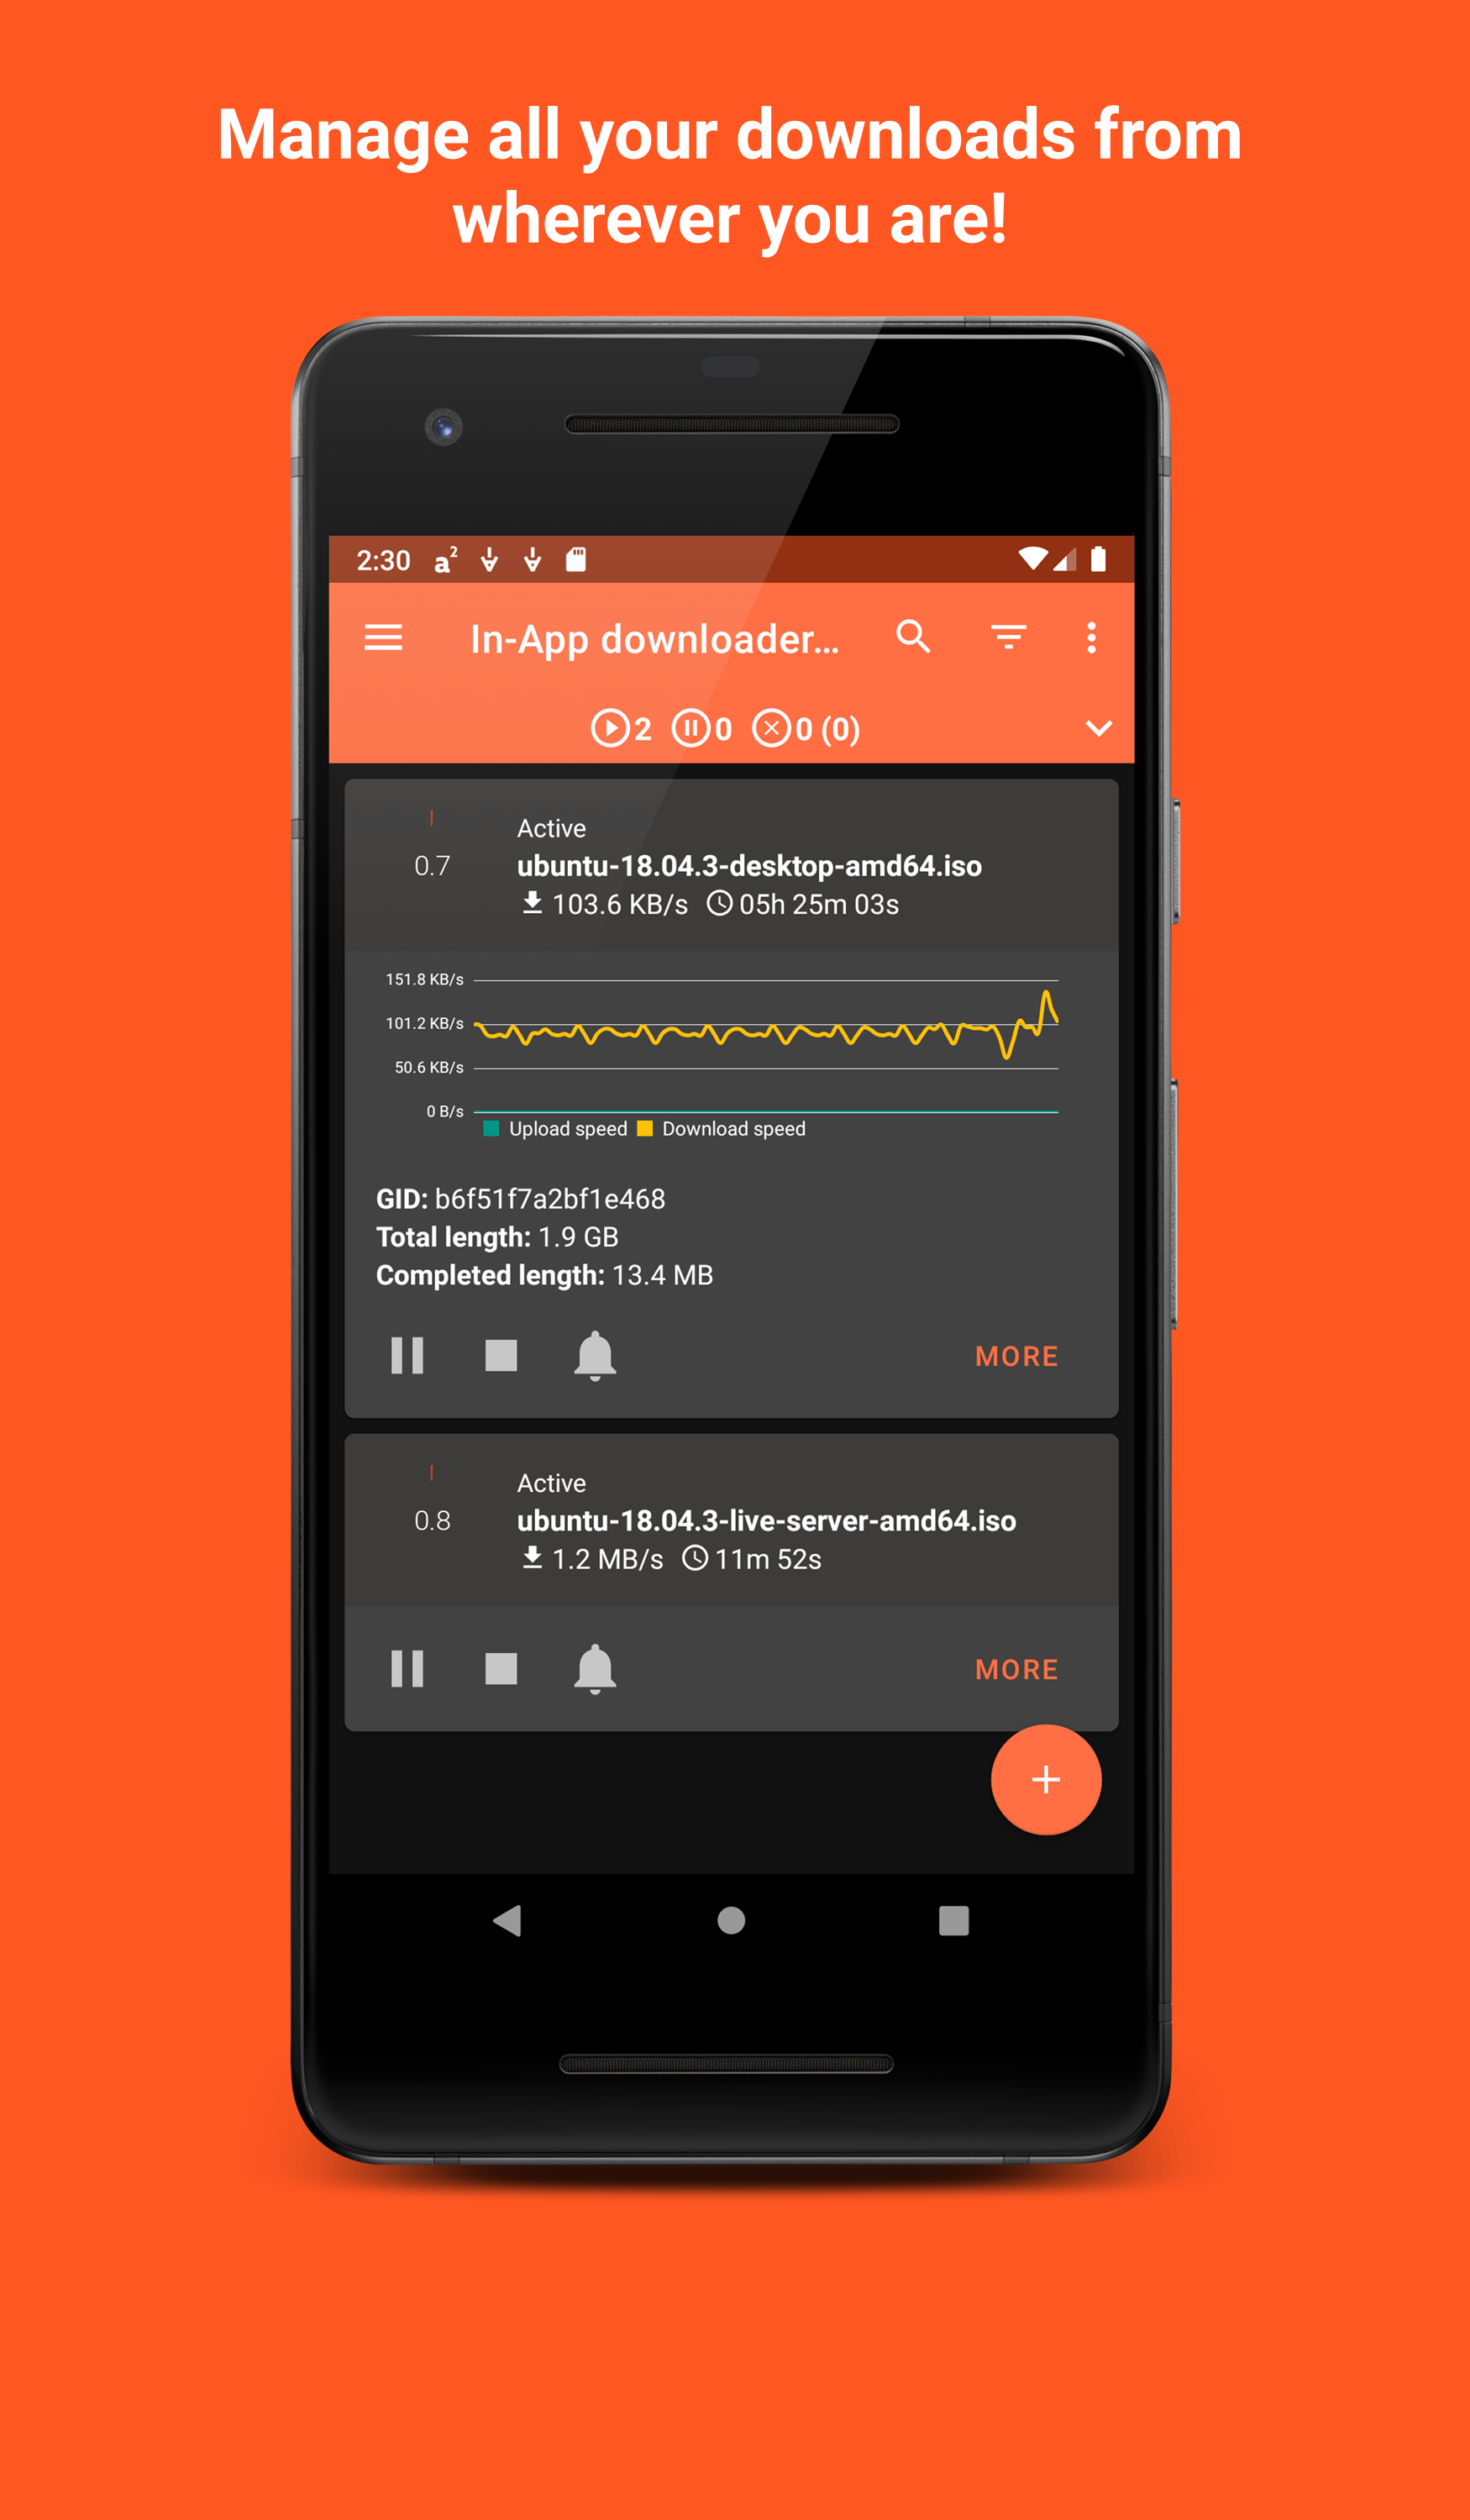 Manage all your downloads from
wherever you are!
2:30 a2
In-App downloader...
2 0 0 (0)
Active
0.7
ubuntu-18.04.3-desktop-amd64.iso
103.6 KB/s 05h 25m 03s
151.8 KB/s
101.2 KB/s
50.6 KB/s
0 B/s
Upload speed Download speed
GID: b6f51f7a2bf1e468
Total length: 1.9 GB
Completed length: 13.4 MB
MORE
Active
0.8
ubuntu-18.04.3-live-server-amd64.iso
1.2 MB/s 11m 52s
MORE